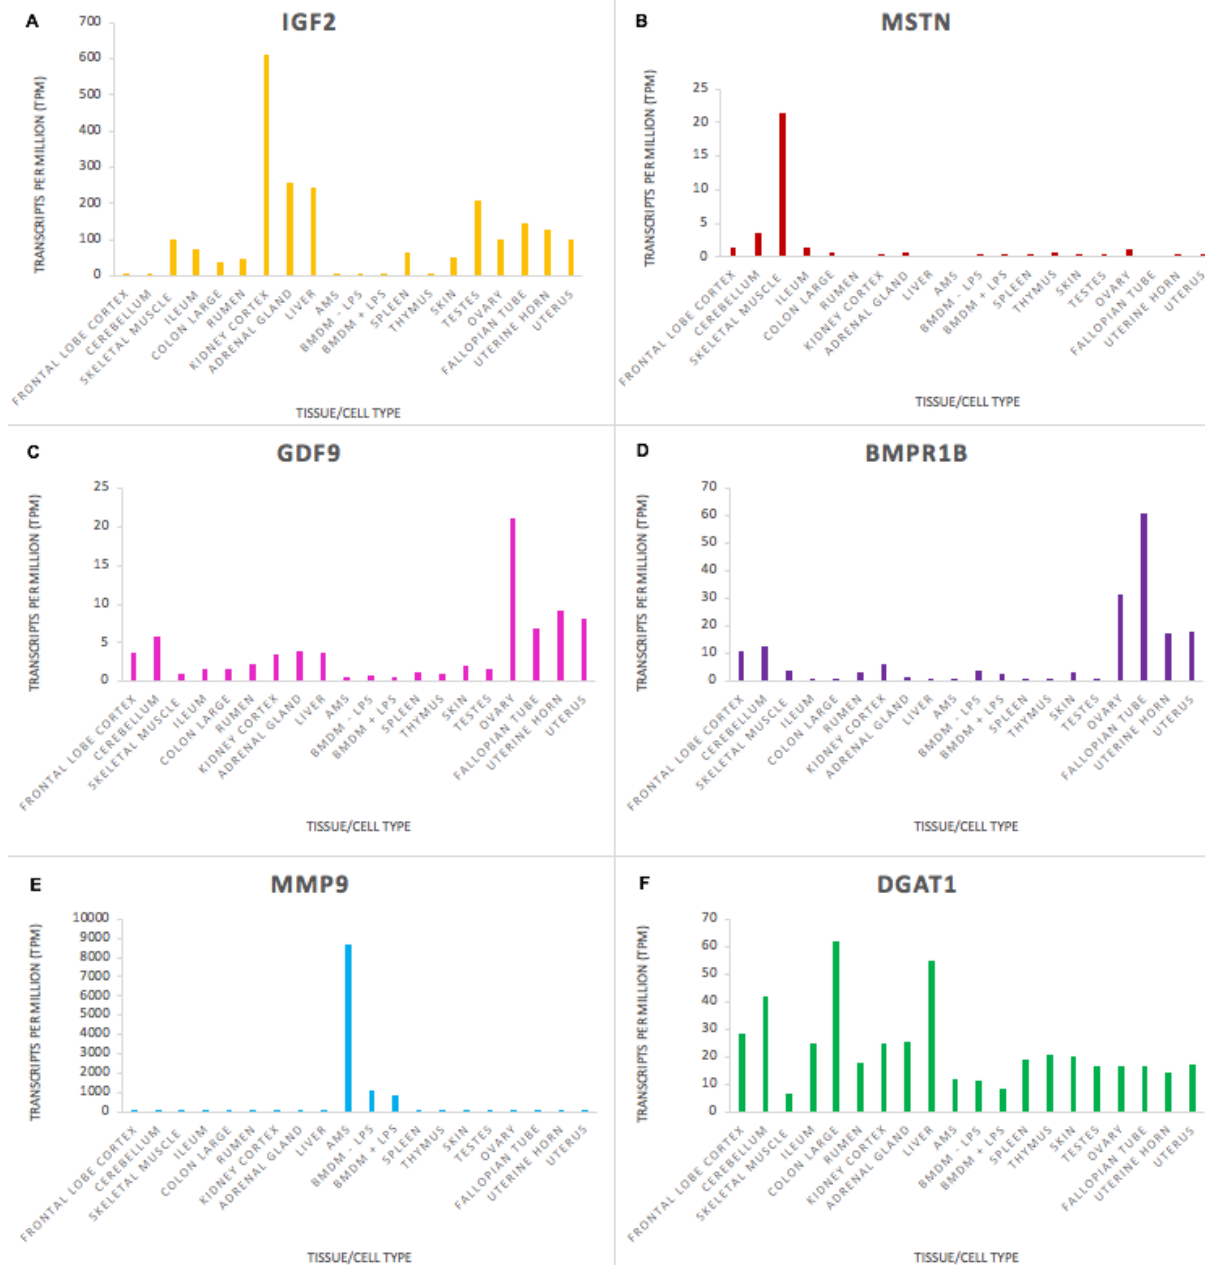 A
IGF2
TRANSCRIPTS PER MILLION (TPM)
700
600
500
400
300
200
100
0
FRONTAL LOBE CORTEX
CEREBELLUM
SKELETAL MUSCLE
ILEUM
COLON LARGE
RUMEN
KIDNEY CORTEX
ADRENAL GLAND
LIVER
AMS
BMDM - LPS
BMDM + LPS
SPLEEN
THYMUS
SKIN
TESTES
OVARY
FALLOPIAN TUBE
UTERINE HORN
UTERUS
TISSUE/CELL TYPE
B
MSTN
TRANSCRIPTS PER MILLION (TPM)
25
20
15
10
5
0
FRONTAL LOBE CORTEX
CEREBELLUM
SKELETAL MUSCLE
ILEUM
COLON LARGE
RUMEN
KIDNEY CORTEX
ADRENAL GLAND
LIVER
AMS
BMDM - LPS
BMDM + LPS
SPLEEN
THYMUS
SKIN
TESTES
OVARY
FALLOPIAN TUBE
UTERINE HORN
UTERUS
TISSUE/CELL TYPE
C
GDF9
TRANSCRIPTS PER MILLION (TPM)
25
20
15
10
5
0
FRONTAL LOBE CORTEX
CEREBELLUM
SKELETAL MUSCLE
ILEUM
COLON LARGE
RUMEN
KIDNEY CORTEX
ADRENAL GLAND
LIVER
AMS
BMDM - LPS
BMDM + LPS
SPLEEN
THYMUS
SKIN
TESTES
OVARY
FALLOPIAN TUBE
UTERINE HORN
UTERUS
TISSUE/CELL TYPE
D
BMPR1B
TRANSCRIPTS PER MILLION (TPM)
70
60
50
40
30
20
10
0
FRONTAL LOBE CORTEX
CEREBELLUM
SKELETAL MUSCLE
ILEUM
COLON LARGE
RUMEN
KIDNEY CORTEX
ADRENAL GLAND
LIVER
AMS
BMDM - LPS
BMDM + LPS
SPLEEN
THYMUS
SKIN
TESTES
OVARY
FALLOPIAN TUBE
UTERINE HORN
UTERUS
TISSUE/CELL TYPE
E
MMP9
TRANSCRIPTS PER MILLION (TPM)
10000
9000
8000
7000
6000
5000
4000
3000
2000
1000
0
FRONTAL LOBE CORTEX
CEREBELLUM
SKELETAL MUSCLE
ILEUM
COLON LARGE
RUMEN
KIDNEY CORTEX
ADRENAL GLAND
LIVER
AMS
BMDM - LPS
BMDM + LPS
SPLEEN
THYMUS
SKIN
TESTES
OVARY
FALLOPIAN TUBE
UTERINE HORN
UTERUS
TISSUE/CELL TYPE
F
DGAT1
TRANSCRIPTS PER MILLION (TPM)
70
60
50
40
30
20
10
0
FRONTAL LOBE CORTEX
CEREBELLUM
SKELETAL MUSCLE
ILEUM
COLON LARGE
RUMEN
KIDNEY CORTEX
ADRENAL GLAND
LIVER
AMS
BMDM - LPS
BMDM + LPS
SPLEEN
THYMUS
SKIN
TESTES
OVARY
FALLOPIAN TUBE
UTERINE HORN
UTERUS
TISSUE/CELL TYPE